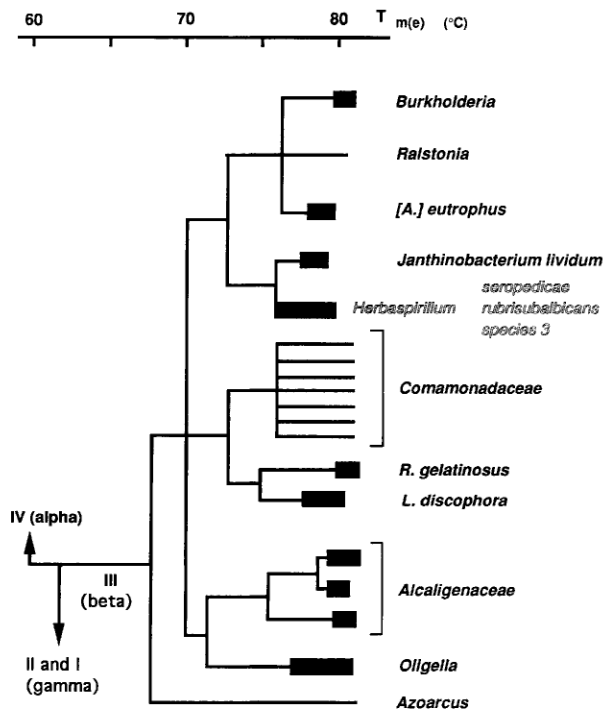 60 70 80 T m(e) (°C)
Burkholderia
Ralstonia
[A.] eutrophus
Janthinobacterium lividum
seropedicae
Herbaspirillum rubrisubalbicans
species 3
Comamonadaceae
R. gelatinosus
L. discophora
IV (alpha)
Alcaligenaceae
III
(beta)
II and I
(gamma)
Oligella
Azoarcus